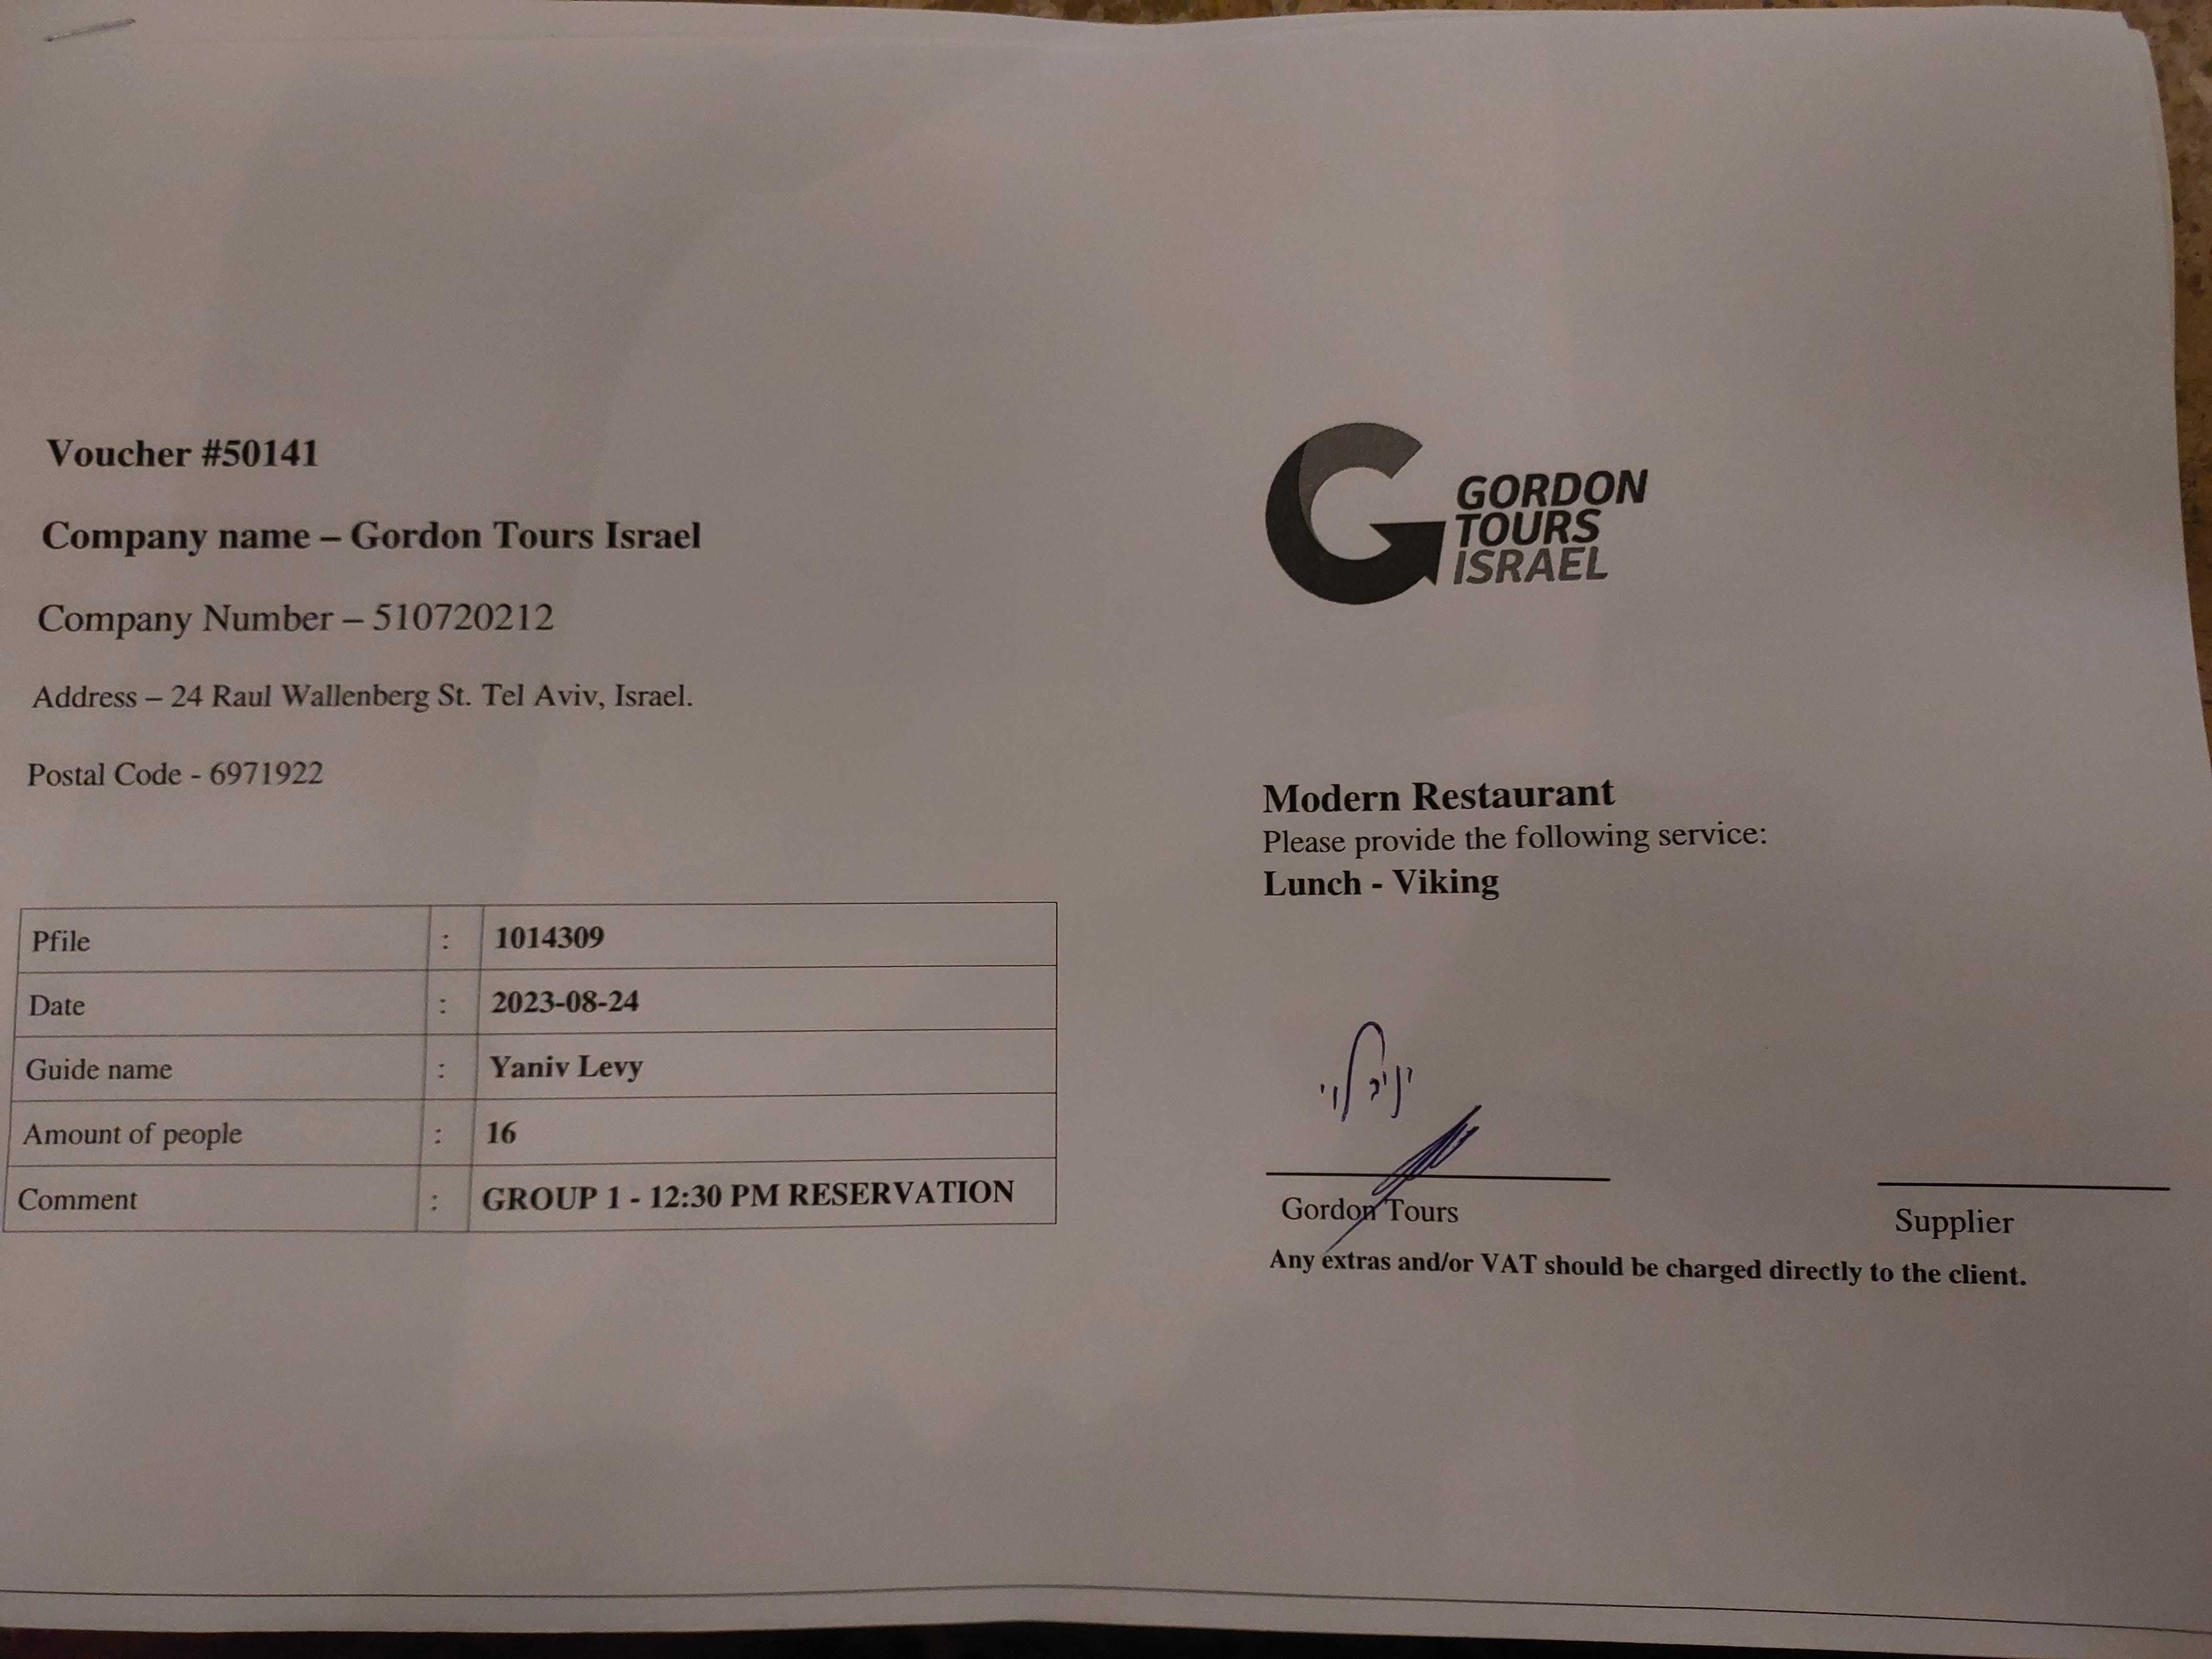 Voucher #50141
Company name – Gordon Tours Israel
Company Number – 510720212
Address – 24 Raul Wallenberg St. Tel Aviv, Israel.
Postal Code - 6971922
Pfile : 1014309
Date : 2023-08-24
Guide name : Yaniv Levy
Amount of people : 16
Comment : GROUP 1 - 12:30 PM RESERVATION
GORDON
TOURS
ISRAEL
Modern Restaurant
Please provide the following service:
Lunch - Viking
יניב לוי
Gordon Tours
Supplier
Any extras and/or VAT should be charged directly to the client.